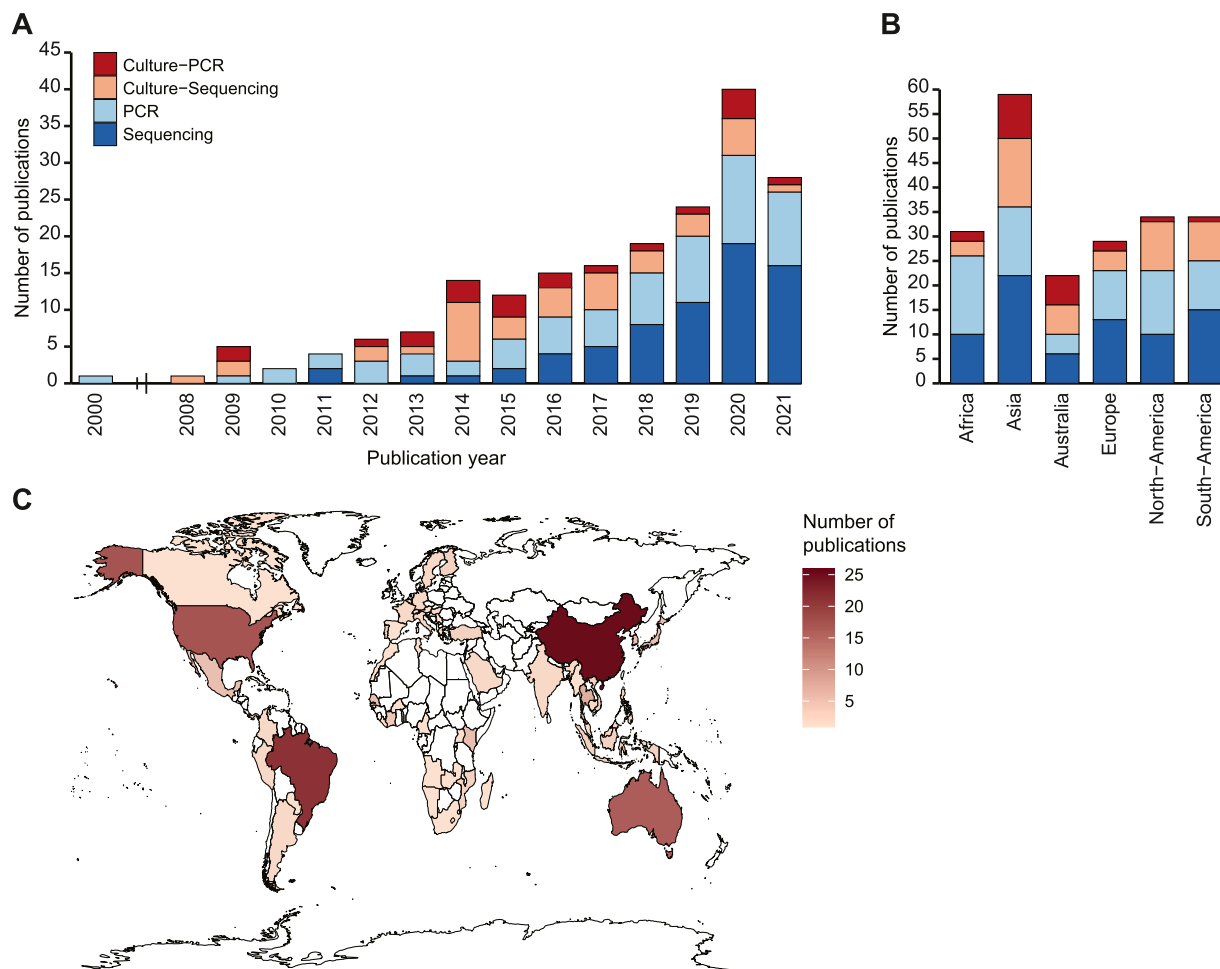 A
Number of publications
45
40
35
30
25
20
15
10
5
0
Culture−PCR
Culture−Sequencing
PCR
Sequencing
2000
2008
2009
2010
2011
2012
2013
2014
2015
2016
2017
2018
2019
2020
2021
Publication year
B
Number of publications
60
55
50
45
40
35
30
25
20
15
10
5
0
Africa
Asia
Australia
Europe
North−America
South−America
C
Number of
publications
25
20
15
10
5